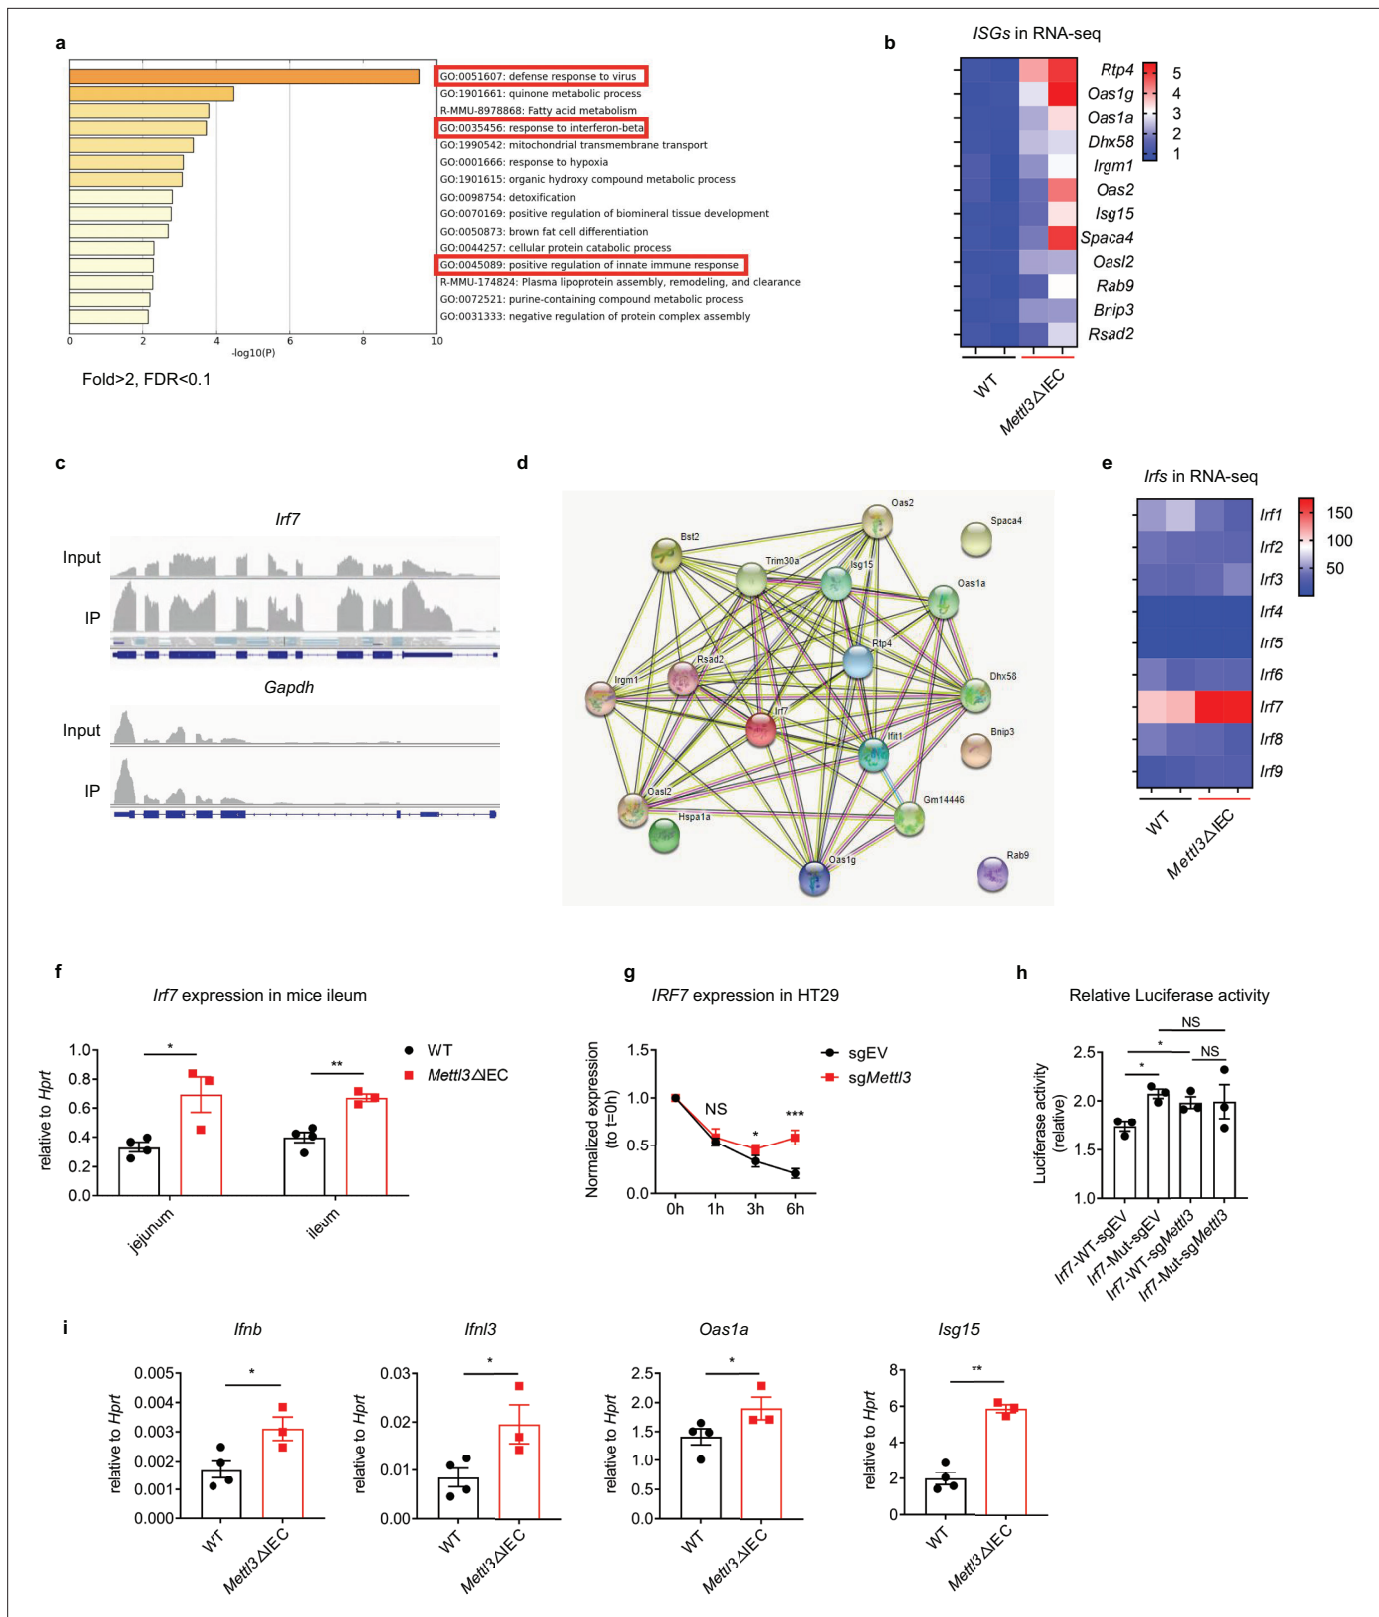 a
GO:0051607: defense response to virus
GO:1901661: quinone metabolic process
R-MMU-8978868: Fatty acid metabolism
GO:0035456: response to interferon-beta
GO:1990542: mitochondrial transmembrane transport
GO:0001666: response to hypoxia
GO:1901615: organic hydroxy compound metabolic process
GO:0098754: detoxification
GO:0070169: positive regulation of biomineral tissue development
GO:0050873: brown fat cell differentiation
GO:0044257: cellular protein catabolic process
GO:0045089: positive regulation of innate immune response
R-MMU-174824: Plasma lipoprotein assembly, remodeling, and clearance
GO:0072521: purine-containing compound metabolic process
GO:0031333: negative regulation of protein complex assembly
0 2 4 6 8 10
-log10(P)
Fold>2, FDR<0.1
b
ISGs in RNA-seq
Rtp4
Oas1g
Oas1a
Dhx58
Irgm1
Oas2
Isg15
Spaca4
Oasl2
Rab9
Brip3
Rsad2
5
4
3
2
1
WT
Mettl3△IEC
c
Irf7
Input
IP
Gapdh
Input
IP
d
Oas2
Spaca4
Bst2
Trim30a
Isg15
Oas1a
Rtp4
Rsad2
Irgm1
Dhx58
Irf7
Bnip3
Ifit1
Oasl2
Gm14446
Hspa1a
Oas1g
Rab9
e
Irfs in RNA-seq
Irf1
Irf2
Irf3
Irf4
Irf5
Irf6
Irf7
Irf8
Irf9
150
100
50
WT
Mettl3△IEC
f
Irf7 expression in mice ileum
relative to Hprt
1.0
0.8
0.6
0.4
0.2
0.0
*
**
WT
Mettl3△IEC
jejunum
ileum
g
IRF7 expression in HT29
Normalized expression
(to t=0h)
1.5
1.0
0.5
0.0
NS
*
***
sgEV
sgMettl3
0h 1h 3h 6h
h
Relative Luciferase activity
Luciferase activity
(relative)
2.5
2.0
1.5
1.0
NS
*
NS
*
Irf7-WT-sgEV
Irf7-Mut-sgEV
Irf7-WT-sgMettl3
Irf7-Mut-sgMettl3
i
Ifnb
relative to Hprt
0.005
0.004
0.003
0.002
0.001
0.000
*
WT
Mettl3△IEC
Ifnl3
relative to Hprt
0.03
0.02
0.01
0.00
*
WT
Mettl3△IEC
Oas1a
relative to Hprt
2.5
2.0
1.5
1.0
0.5
0.0
*
WT
Mettl3△IEC
Isg15
relative to Hprt
8
6
4
2
0
**
WT
Mettl3△IEC